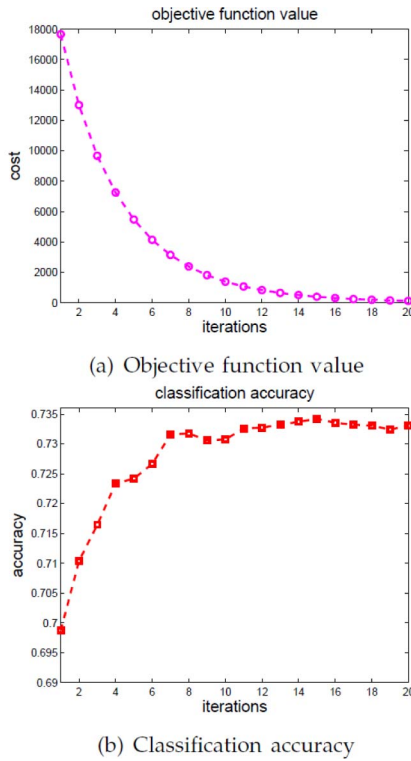 objective function value
18000
16000
14000
12000
10000
8000
6000
4000
2000
0
cost
2 4 6 8 10 12 14 16 18 20
iterations
(a) Objective function value
classification accuracy
0.735
0.73
0.725
0.72
0.715
0.71
0.705
0.7
0.695
0.69
accuracy
2 4 6 8 10 12 14 16 18 20
iterations
(b) Classification accuracy